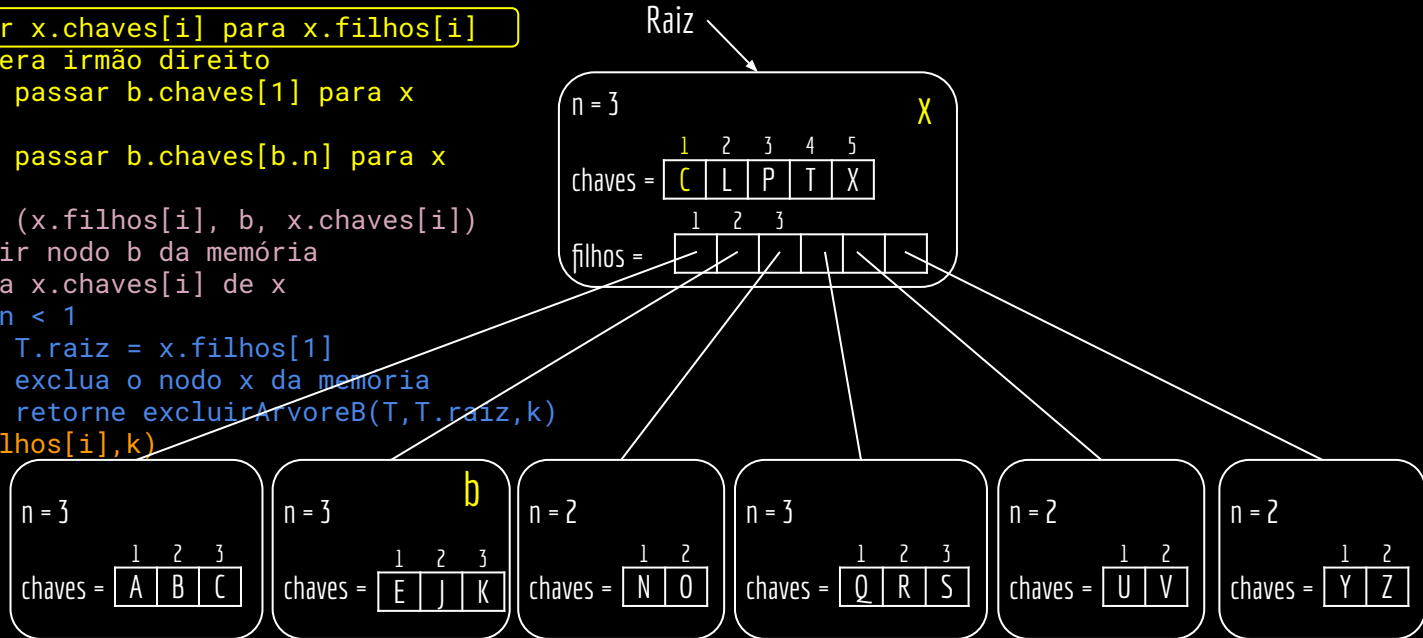 r x.chaves[i] para x.filhos[i]
era irmão direito
passar b.chaves[1] para x
passar b.chaves[b.n] para x
(x.filhos[i], b, x.chaves[i])
ir nodo b da memória
a x.chaves[i] de x
n < 1
T.raiz = x.filhos[1]
exclua o nodo x da memória
retorne excluirArvoreB(T,T.raiz,k)
lhos[i],k)
Raiz
n = 3 X
1 2 3 4 5
chaves = C L P T X
1 2 3
filhos =
n = 3
1 2 3
chaves = A B C
b
n = 3
1 2 3
chaves = E J K
n = 2
1 2
chaves = N O
n = 3
1 2 3
chaves = Q R S
n = 2
1 2
chaves = U V
n = 2
1 2
chaves = Y Z